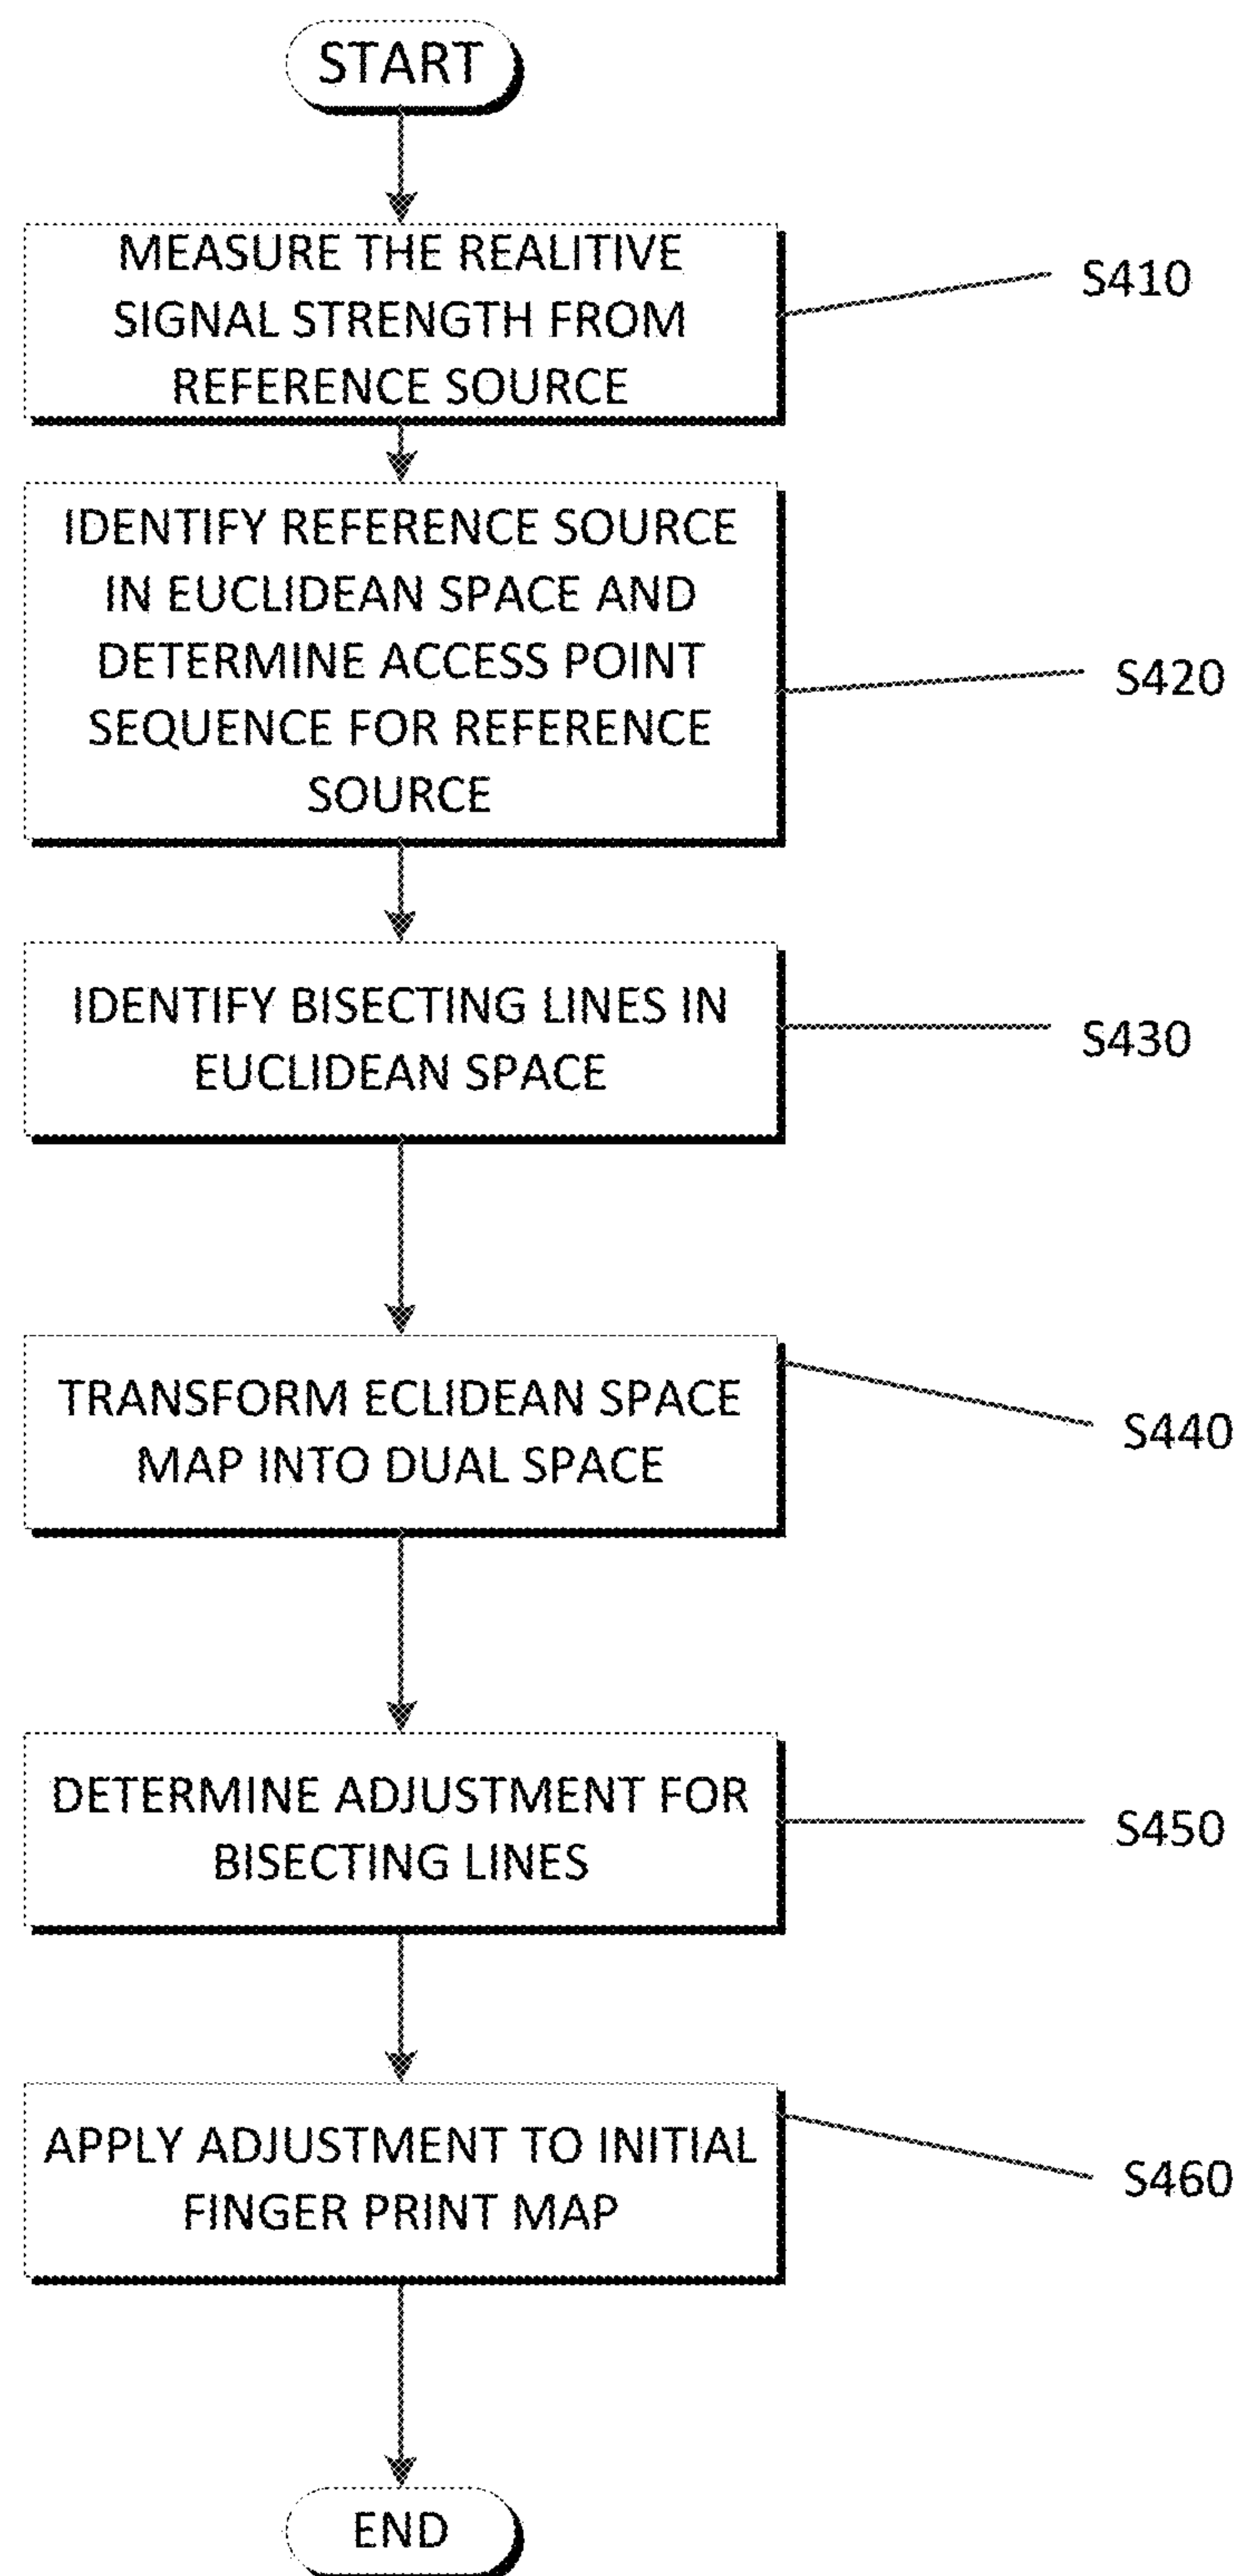 START
MEASURE THE REALITIVE
SIGNAL STRENGTH FROM
REFERENCE SOURCE
S410
IDENTIFY REFERENCE SOURCE
IN EUCLIDEAN SPACE AND
DETERMINE ACCESS POINT
SEQUENCE FOR REFERENCE
SOURCE
S420
IDENTIFY BISECTING LINES IN
EUCLIDEAN SPACE
S430
TRANSFORM ECLIDEAN SPACE
MAP INTO DUAL SPACE
S440
DETERMINE ADJUSTMENT FOR
BISECTING LINES
S450
APPLY ADJUSTMENT TO INITIAL
FINGER PRINT MAP
S460
END